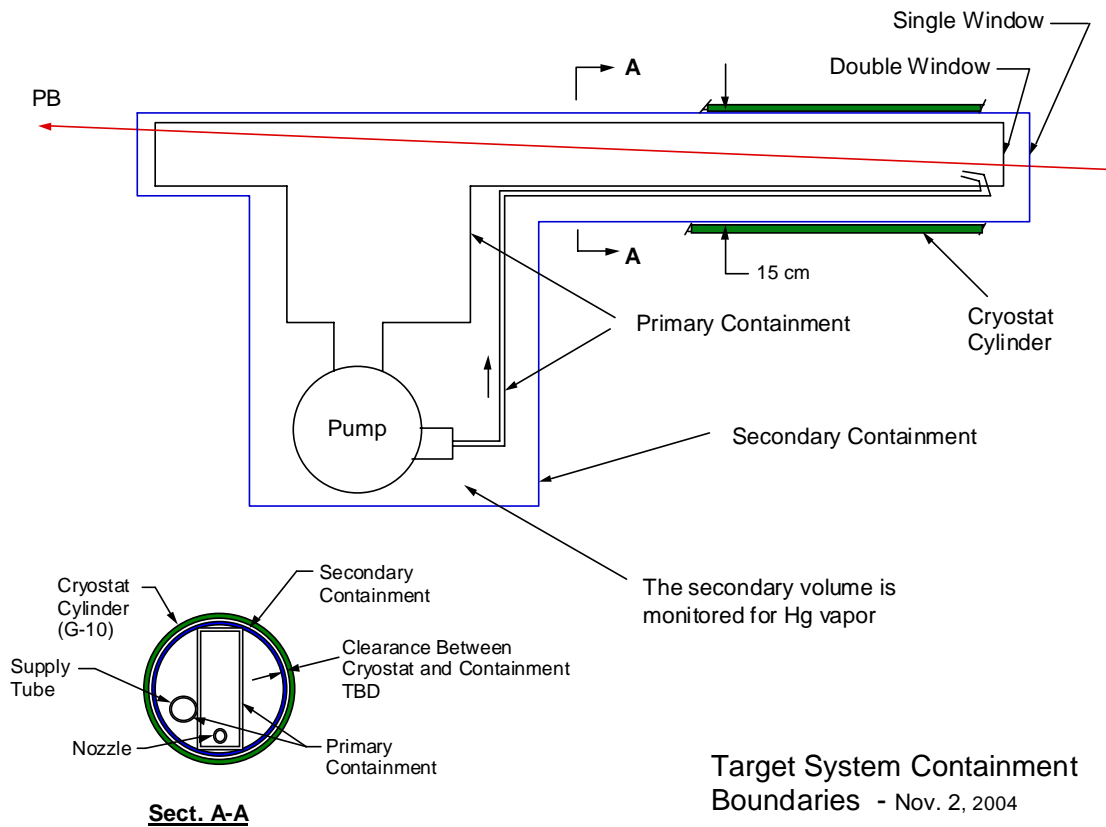 Single Window
A
Double Window
PB
A
15 cm
Primary Containment
Cryostat
Cylinder
Pump
Secondary Containment
The secondary volume is
monitored for Hg vapor
Cryostat
Cylinder
(G-10)
Secondary
Containment
Clearance Between
Cryostat and Containment
TBD
Supply
Tube
Nozzle
Primary
Containment
Sect. A-A
Target System Containment
Boundaries - Nov. 2, 2004